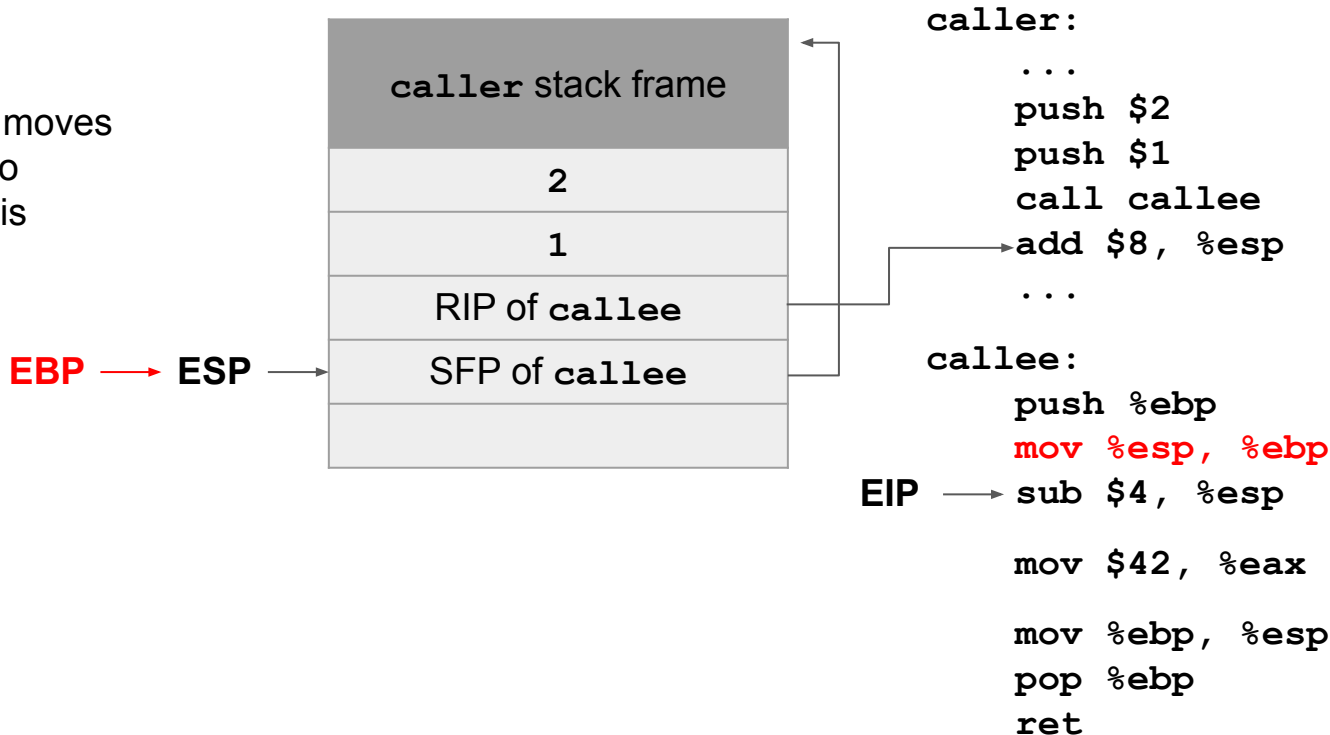 moves
o
is
caller stack frame
2
1
RIP of callee
SFP of callee
EBP
ESP
caller:
...
push $2
push $1
call callee
add $8, %esp
...
callee:
push %ebp
mov %esp, %ebp
EIP
sub $4, %esp
mov $42, %eax
mov %ebp, %esp
pop %ebp
ret